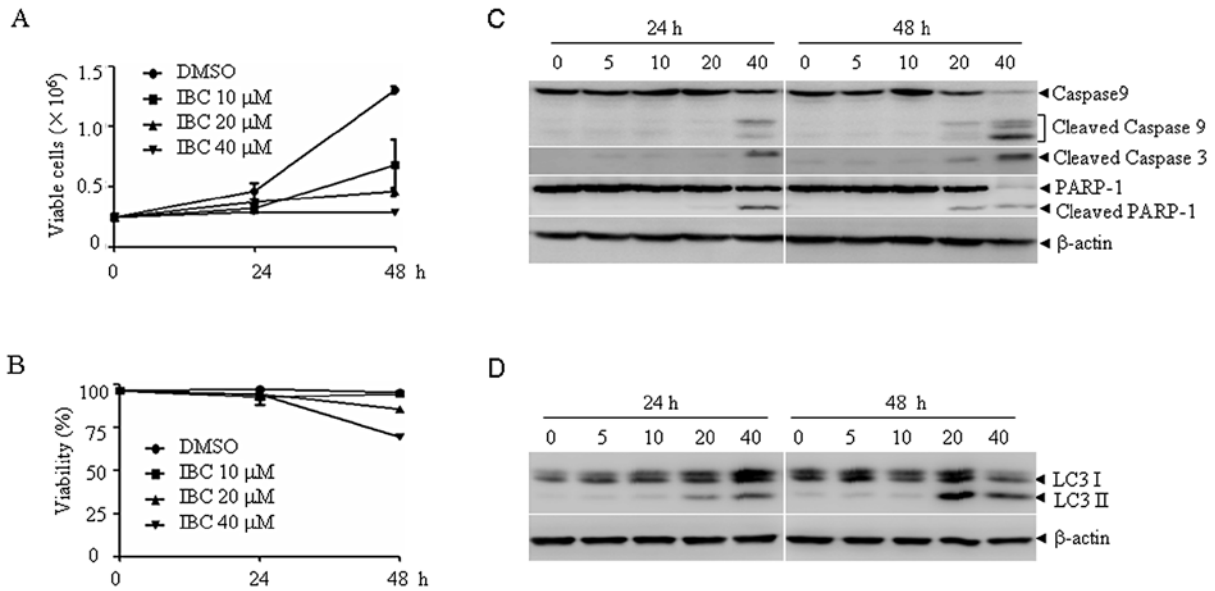 A
Viable cells (× 10⁶)
1.5
1.0
0.5
0
DMSO
IBC 10 μM
IBC 20 μM
IBC 40 μM
0 24 48 h
B
Viability (%)
100
75
50
25
0
DMSO
IBC 10 μM
IBC 20 μM
IBC 40 μM
0 24 48 h
C
24 h 48 h
0 5 10 20 40 0 5 10 20 40
Caspase9
Cleaved Caspase 9
Cleaved Caspase 3
PARP-1
Cleaved PARP-1
β-actin
D
24 h 48 h
0 5 10 20 40 0 5 10 20 40
LC3 I
LC3 II
β-actin